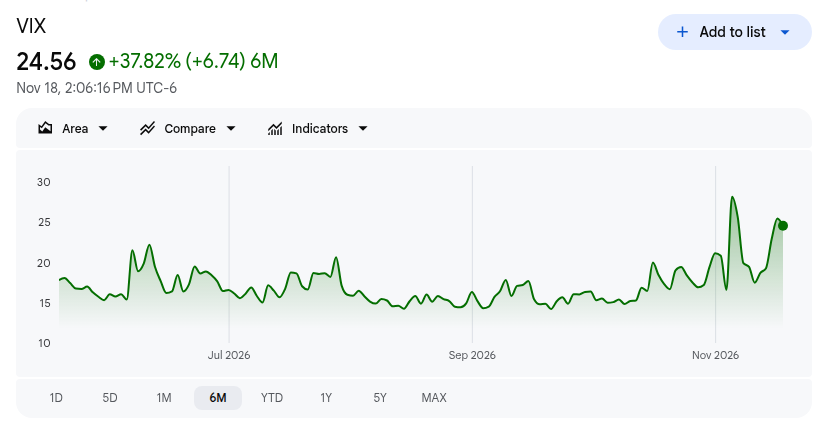 VIX
Add to list
24.56 +37.82% (+6.74) 6M
Nov 18, 2:06:16 PM UTC-6
Area Compare Indicators
30
25
20
15
10
Jul 2026 Sep 2026 Nov 2026
1D 5D 1M 6M YTD 1Y 5Y MAX